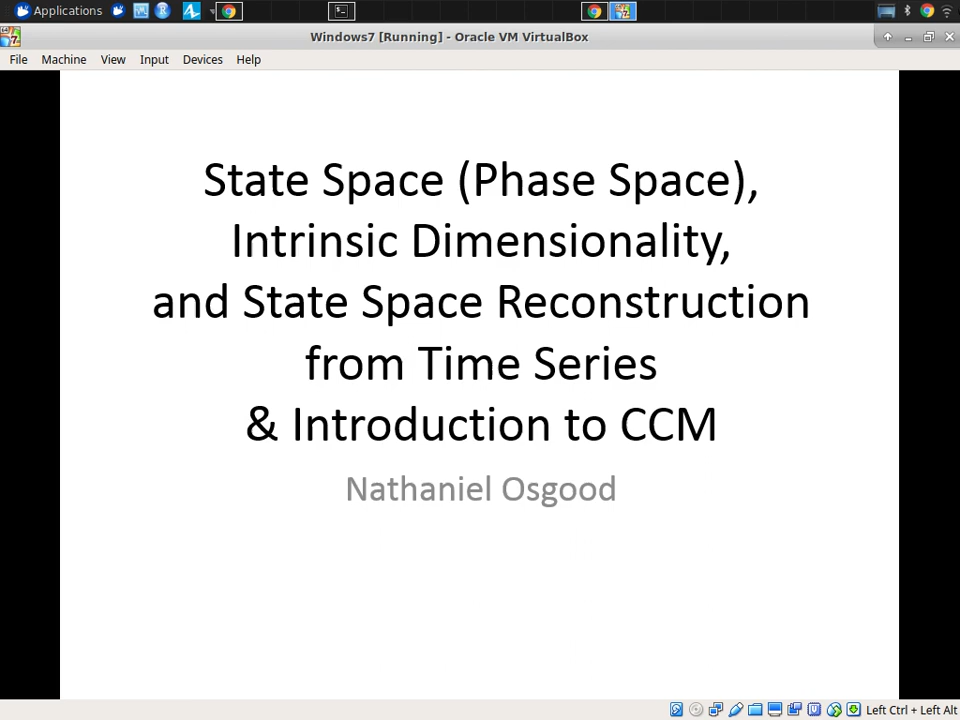 Applications
Windows7 [Running] - Oracle VM VirtualBox
File Machine View Input Devices Help
State Space (Phase Space),
Intrinsic Dimensionality,
and State Space Reconstruction
from Time Series
& Introduction to CCM
Nathaniel Osgood
Left Ctrl + Left Alt